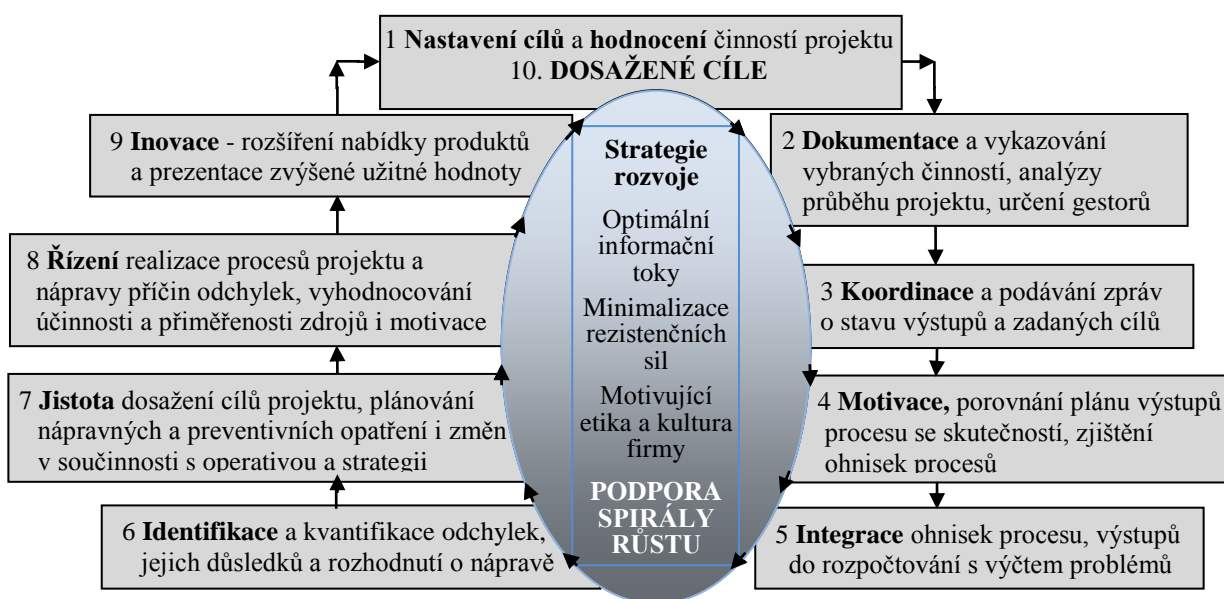 1 Nastavení cílů a hodnocení činností projektu
10. DOSAŽENÉ CÍLE
2 Dokumentace a vykazování
vybraných činností, analýzy
průběhu projektu, určení gestorů
3 Koordinace a podávání zpráv
o stavu výstupů a zadaných cílů
4 Motivace, porovnání plánu výstupů
procesu se skutečností, zjištění
ohnisek procesů
5 Integrace ohnisek procesu, výstupů
do rozpočtování s výčtem problémů
6 Identifikace a kvantifikace odchylek,
jejich důsledků a rozhodnutí o nápravě
7 Jistota dosažení cílů projektu, plánování
nápravných a preventivních opatření i změn
v součinnosti s operativou a strategii
8 Řízení realizace procesů projektu a
nápravy příčin odchylek, vyhodnocování
účinnosti a přiměřenosti zdrojů i motivace
9 Inovace - rozšíření nabídky produktů
a prezentace zvýšené užitné hodnoty
Strategie
rozvoje
Optimální
informační
toky
Minimalizace
rezistenčních
sil
Motivující
etika a kultura
firmy
PODPORA
SPIRÁLY
RŮSTU